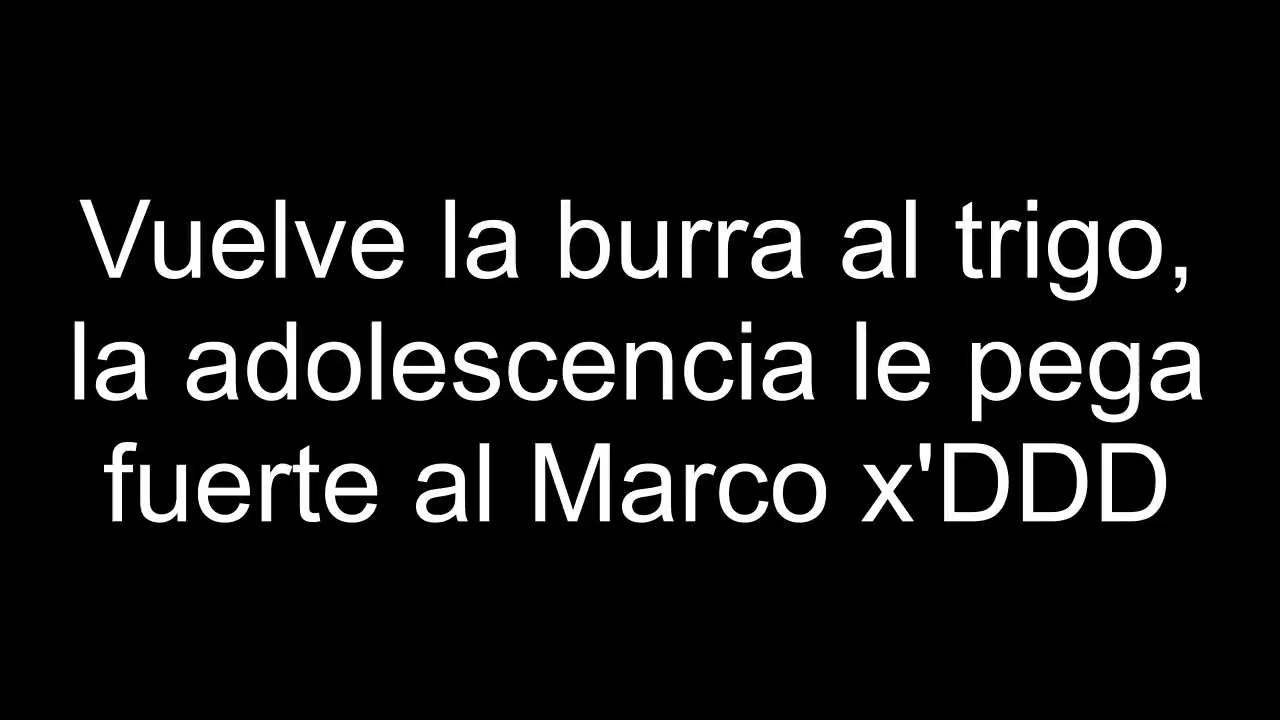 Vuelve la burra al trigo,
la adolescencia le pega
fuerte al Marco x'DDD